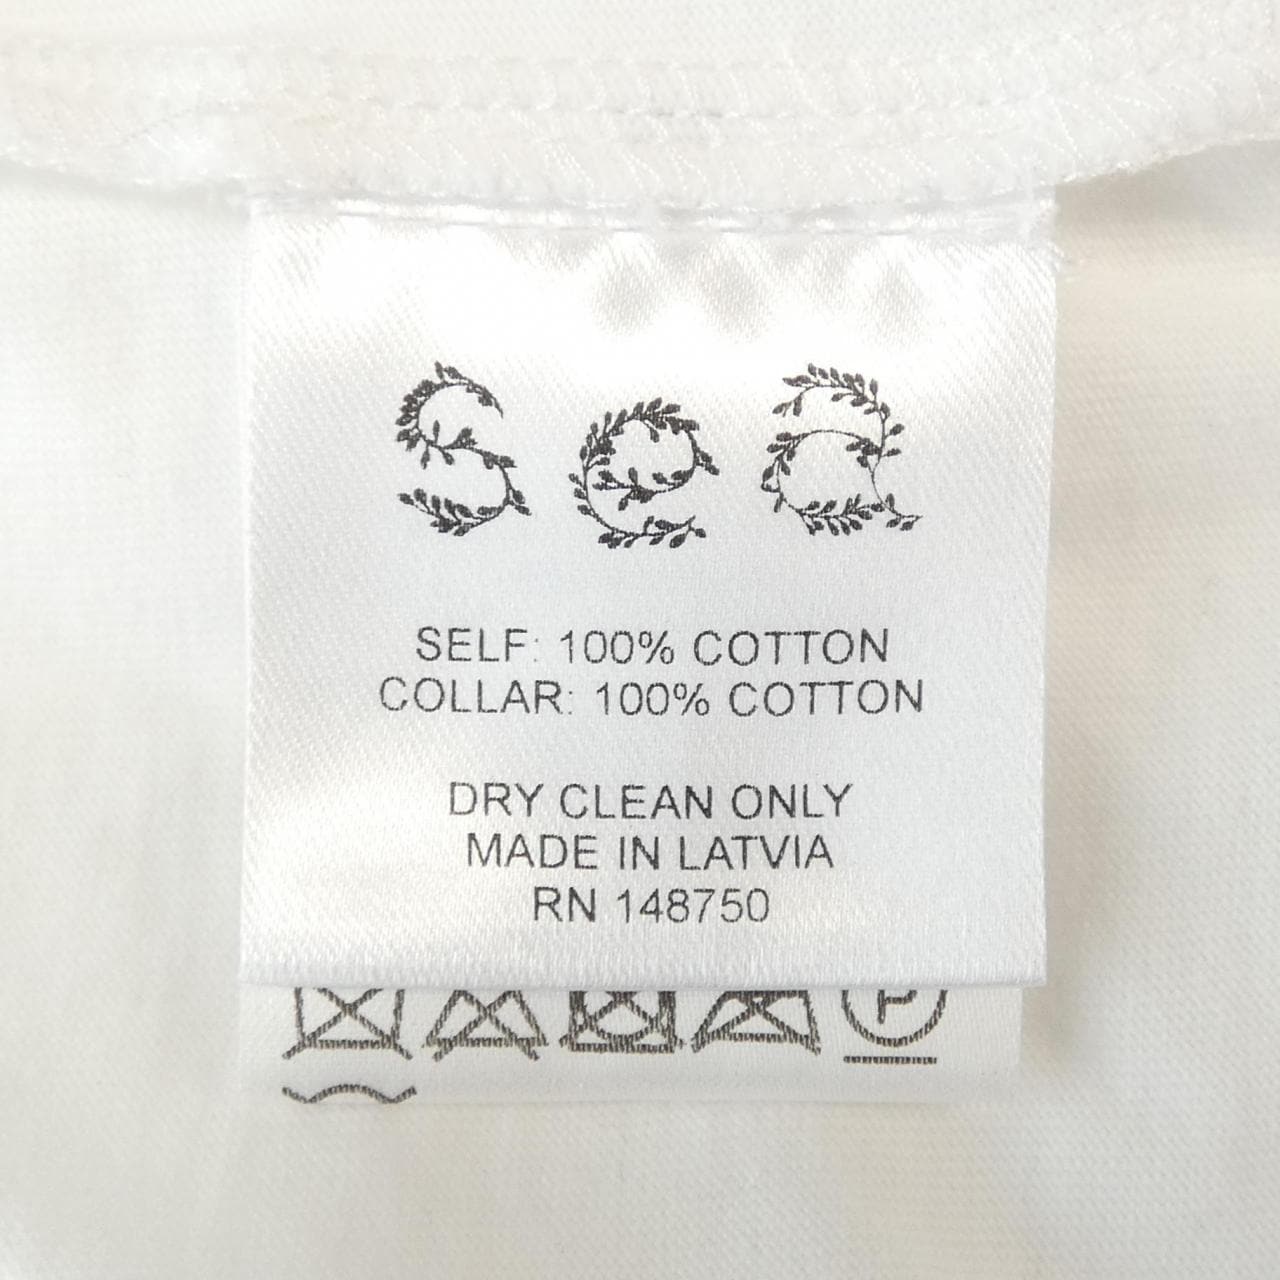 Sea
SELF: 100% COTTON
COLLAR: 100% COTTON
DRY CLEAN ONLY
MADE IN LATVIA
RN 148750
P